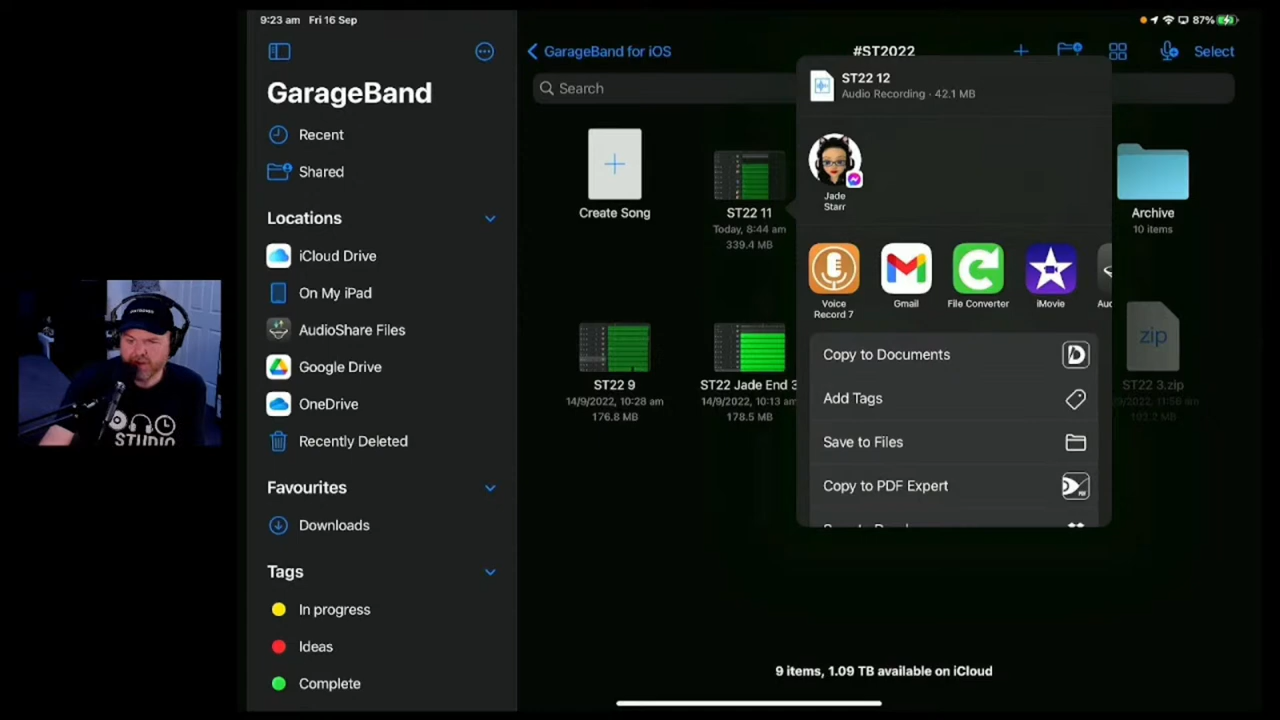 9:23 am Fri 16 Sep
87%
GarageBand
Recent
Shared
Locations
iCloud Drive
On My iPad
AudioShare Files
Google Drive
OneDrive
Recently Deleted
Favourites
Downloads
Tags
In progress
Ideas
Complete
GarageBand for iOS
#ST2022
Select
Search
Create Song
ST22 11
Today, 8:44 am
339.4 MB
Archive
10 items
ST22 9
14/9/2022, 10:28 am
176.8 MB
ST22 Jade End 3
14/9/2022, 10:13 am
178.5 MB
zip
ST22 3.zip
ST22 12
Audio Recording · 42.1 MB
Jade
Starr
Voice
Record 7
Gmail
File Converter
iMovie
Copy to Documents
Add Tags
Save to Files
Copy to PDF Expert
9 items, 1.09 TB available on iCloud
STUDIO